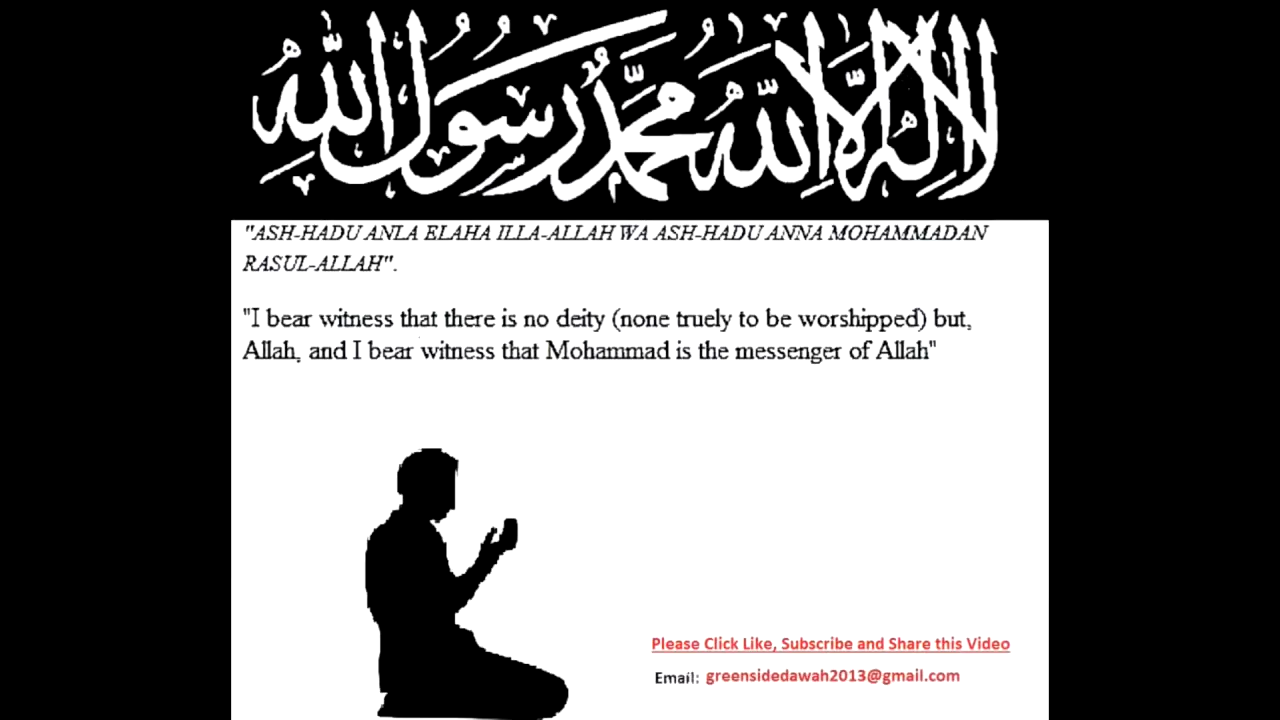 لا إله إلا الله محمد رسول الله
"ASH-HADU ANLA ELAHA ILLA-ALLAH WA ASH-HADU ANNA MOHAMMADAN
RASUL-ALLAH".
"I bear witness that there is no deity (none truely to be worshipped) but,
Allah, and I bear witness that Mohammad is the messenger of Allah"
Please Click Like, Subscribe and Share this Video
Email: greensidedawah2013@gmail.com